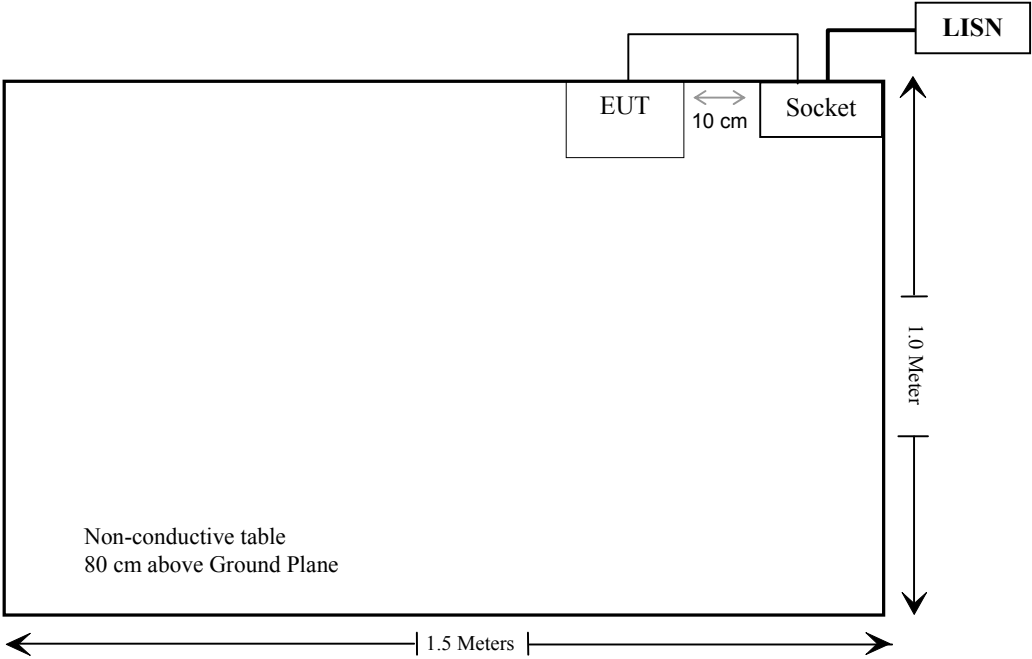 LISN
EUT
Socket
10 cm
1.0 Meter
Non-conductive table
80 cm above Ground Plane
1.5 Meters